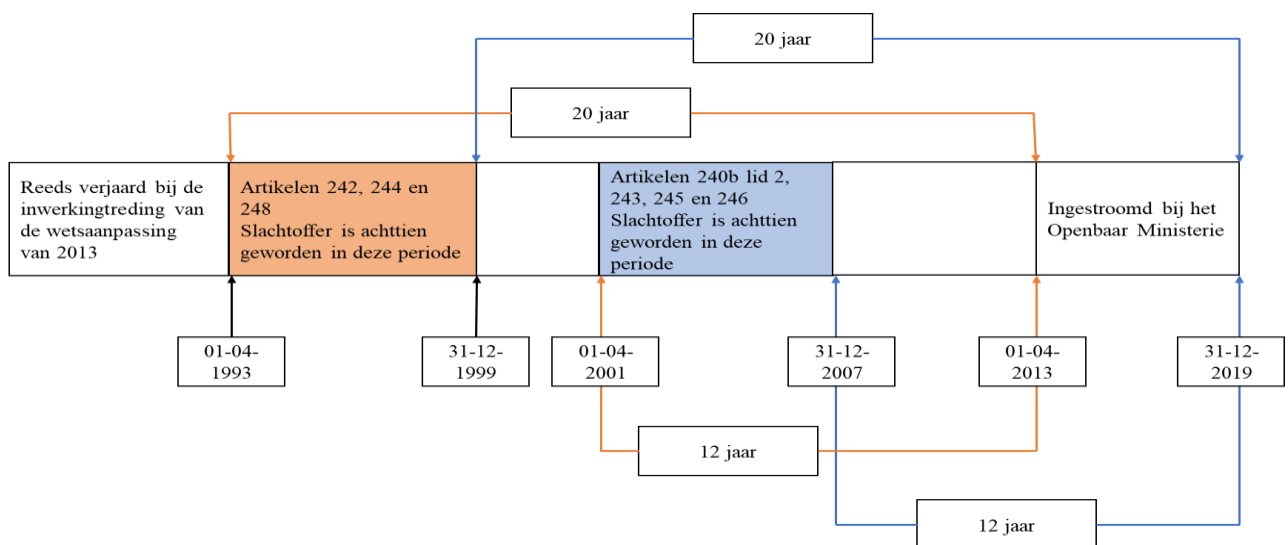 20 jaar
20 jaar
Reeds verjaard bij de
inwerkingtreding van
de wetsaanpassing
van 2013
Artikelen 242, 244 en
248
Slachtoffer is achttien
geworden in deze periode
Artikelen 240b lid 2,
243, 245 en 246
Slachtoffer is achttien
geworden in deze
periode
Ingestroomd bij het
Openbaar Ministerie
01-04-
1993
31-12-
1999
01-04-
2001
31-12-
2007
01-04-
2013
31-12-
2019
12 jaar
12 jaar